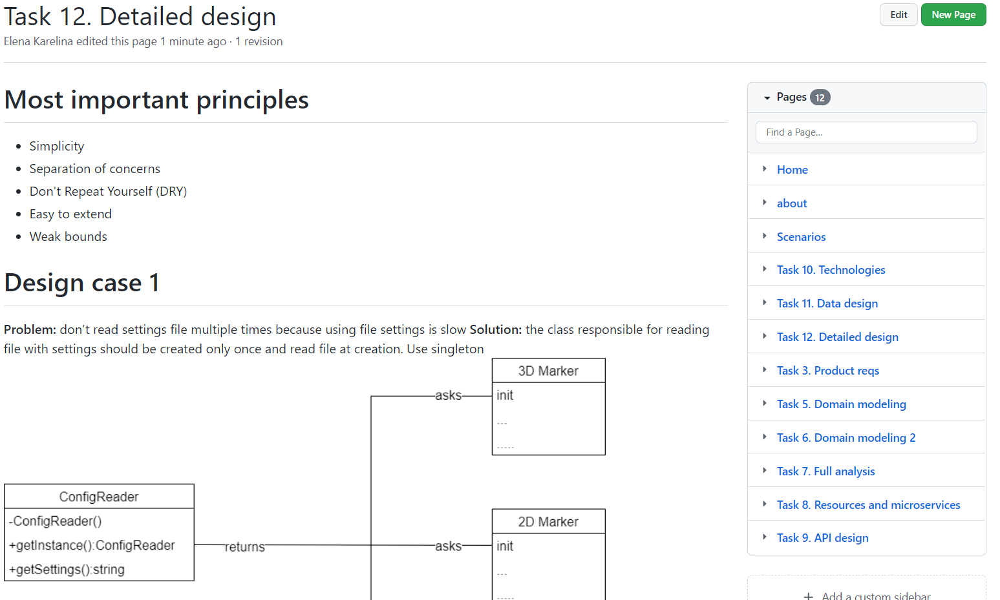 Task 12. Detailed design
Edit
New Page
Elena Karelina edited this page 1 minute ago · 1 revision
Most important principles
Simplicity
Separation of concerns
Don't Repeat Yourself (DRY)
Easy to extend
Weak bounds
Design case 1
Problem: don’t read settings file multiple times because using file settings is slow Solution: the class responsible for reading
file with settings should be created only once and read file at creation. Use singleton
3D Marker
asks
init
...
.....
ConfigReader
-ConfigReader()
+getInstance():ConfigReader
+getSettings():string
returns
2D Marker
asks
init
...
.....
Pages 12
Find a Page...
Home
about
Scenarios
Task 10. Technologies
Task 11. Data design
Task 12. Detailed design
Task 3. Product reqs
Task 5. Domain modeling
Task 6. Domain modeling 2
Task 7. Full analysis
Task 8. Resources and microservices
Task 9. API design
+ Add a custom sidebar